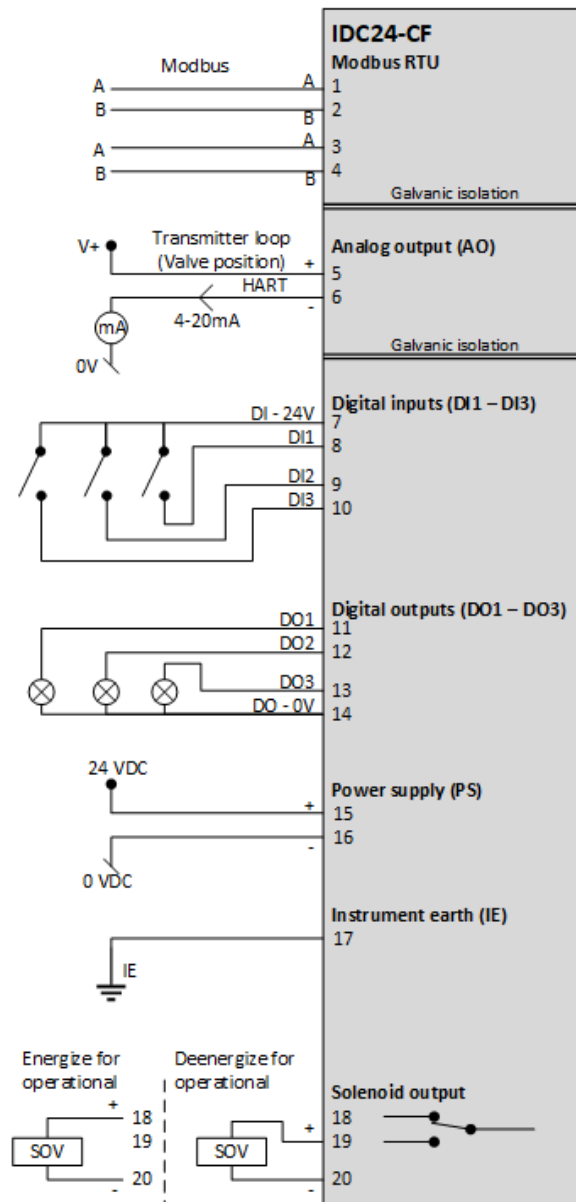 IDC24-CF
Modbus RTU
Modbus
A A 1
B B 2
A A 3
B B 4
Galvanic isolation
Analog output (AO)
V+ Transmitter loop
(Valve position) + 5
HART 6
-
mA 4-20mA
0V
Galvanic isolation
Digital inputs (DI1 – DI3)
DI - 24V 7
DI1 8
DI2 9
DI3 10
Digital outputs (DO1 – DO3)
DO1 11
DO2 12
DO3 13
DO - 0V 14
24 VDC
Power supply (PS)
+ 15
- 16
0 VDC
Instrument earth (IE)
17
IE
Energize for
operational
+ 18
19
SOV
20
-
Deenergize for
operational
+
SOV
-
Solenoid output
18
19
20